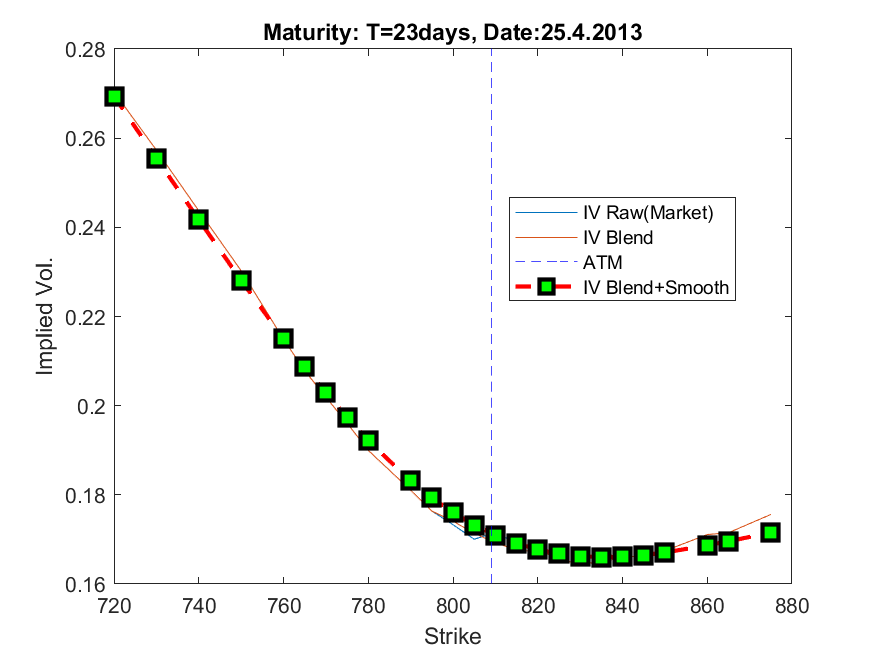 Maturity: T=23days, Date:25.4.2013
0.28
0.26
0.24
0.22
0.2
0.18
0.16
Implied Vol.
IV Raw(Market)
IV Blend
ATM
IV Blend+Smooth
720 740 760 780 800 820 840 860 880
Strike